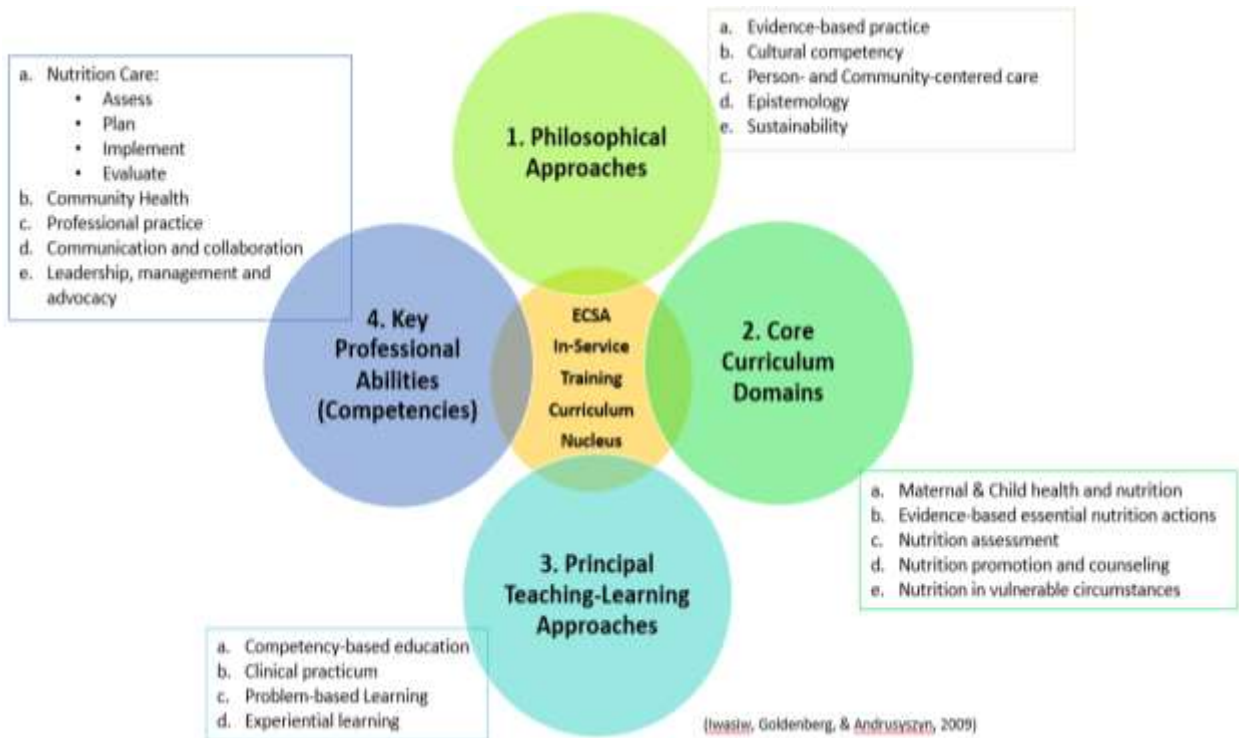 a. Evidence-based practice
b. Cultural competency
c. Person- and Community-centered care
d. Epistemology
e. Sustainability
a. Nutrition Care:
• Assess
• Plan
• Implement
• Evaluate
b. Community Health
c. Professional practice
d. Communication and collaboration
e. Leadership, management and
advocacy
1. Philosophical
Approaches
4. Key
Professional
Abilities
(Competencies)
ECSA
In-Service
Training
Curriculum
Nucleus
2. Core
Curriculum
Domains
a. Maternal & Child health and nutrition
b. Evidence-based essential nutrition actions
c. Nutrition assessment
d. Nutrition promotion and counseling
e. Nutrition in vulnerable circumstances
3. Principal
Teaching-Learning
Approaches
a. Competency-based education
b. Clinical practicum
c. Problem-based Learning
d. Experiential learning
(Iwasiw, Goldenberg, & Andrusyszyn, 2009)